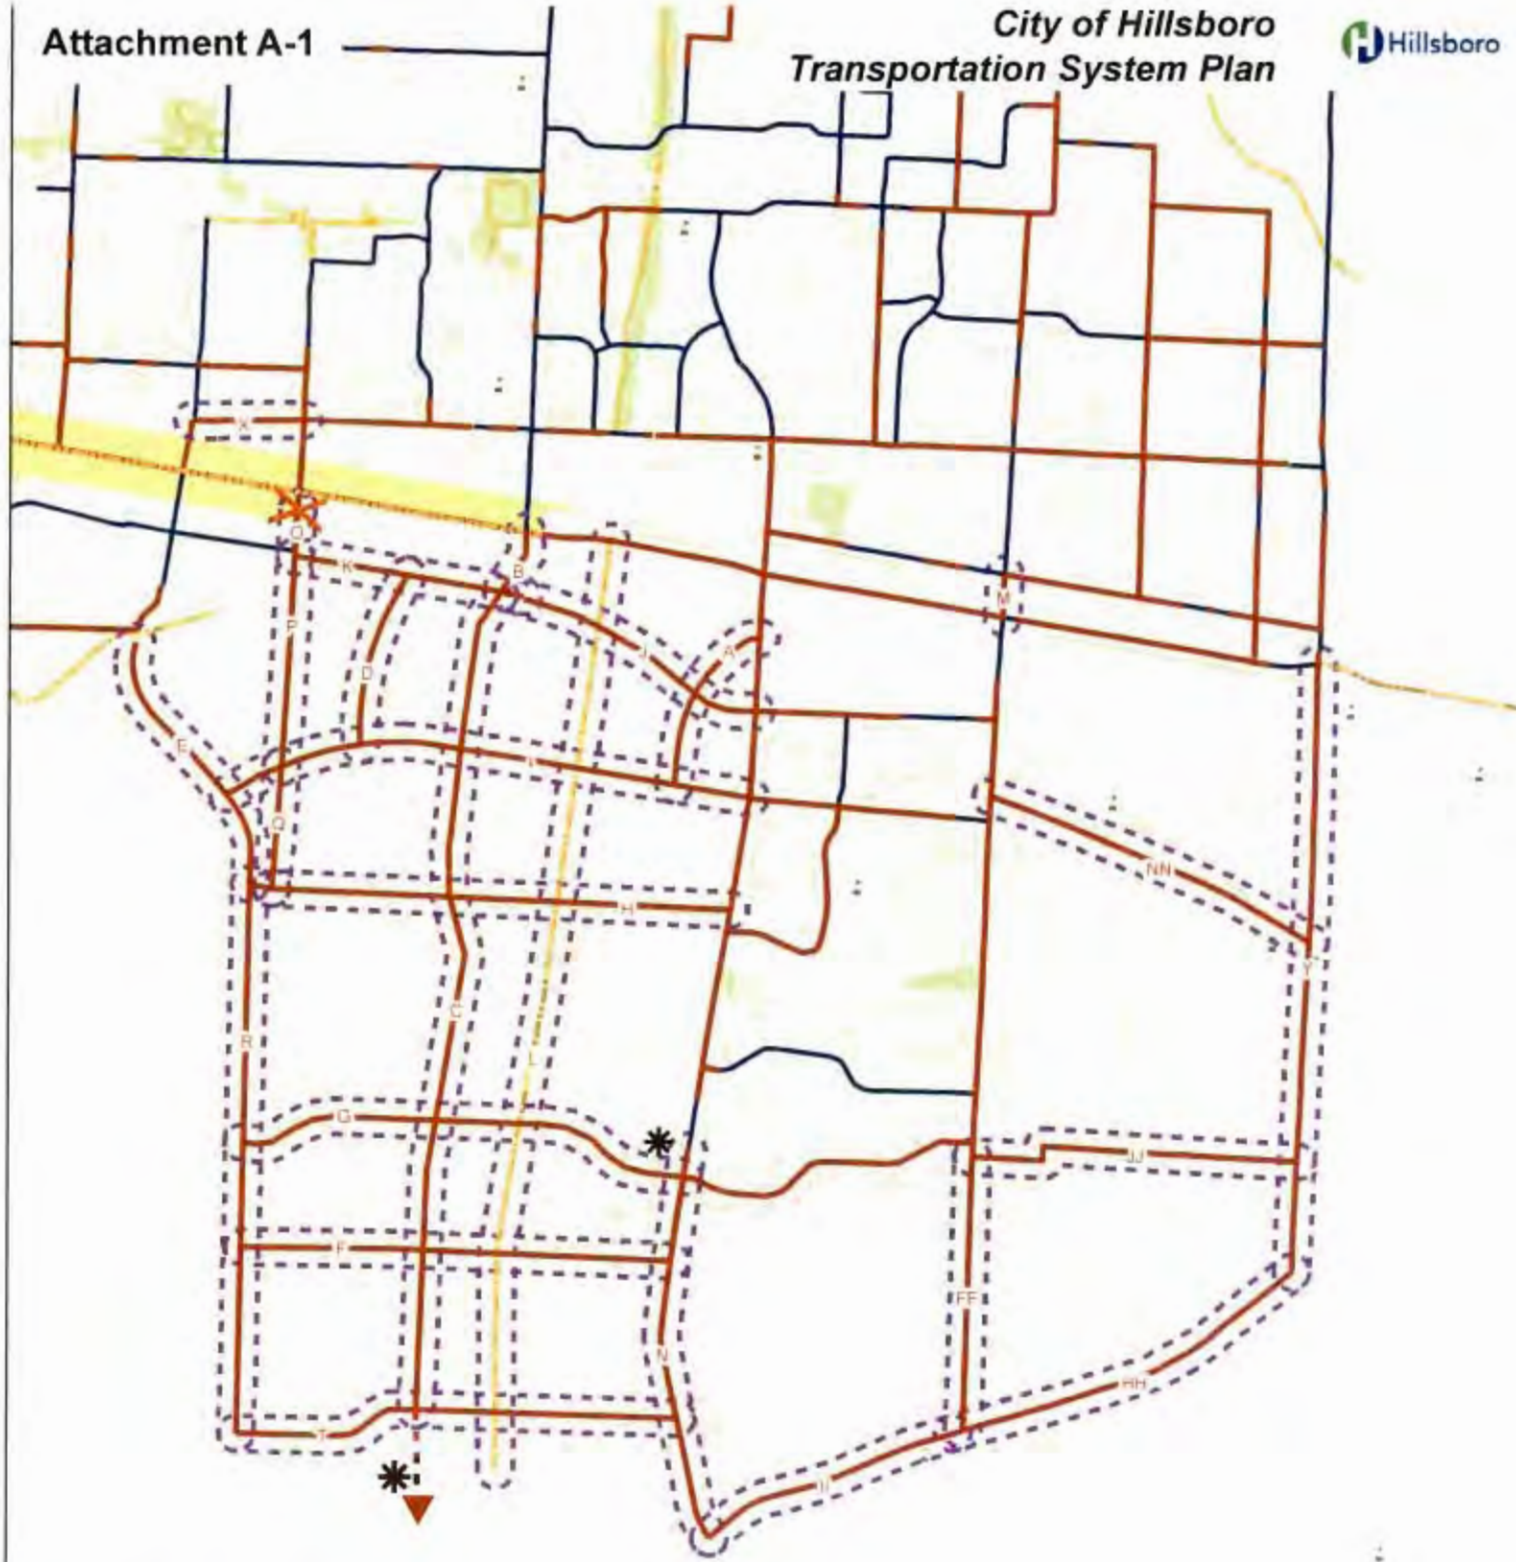 Attachment A-1
City of Hillsboro
Transportation System Plan
Hillsboro
X
O
K
B
M
P
J
A
D
E
I
Q
NN
H
Y
C
L
R
G
JJ
F
FF
N
HH
T
II